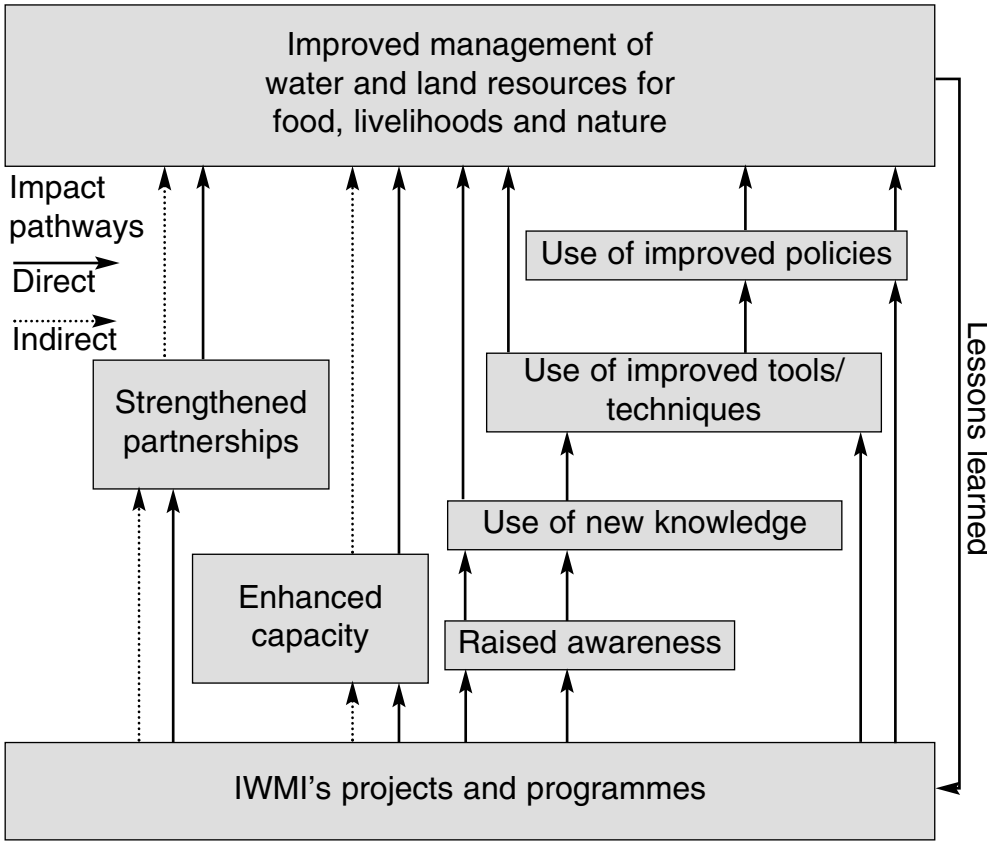 Improved management of
water and land resources for
food, livelihoods and nature
Impact
pathways
Direct
Indirect
Use of improved policies
Use of improved tools/
techniques
Strengthened
partnerships
Use of new knowledge
Enhanced
capacity
Raised awareness
Lessons learned
IWMI's projects and programmes